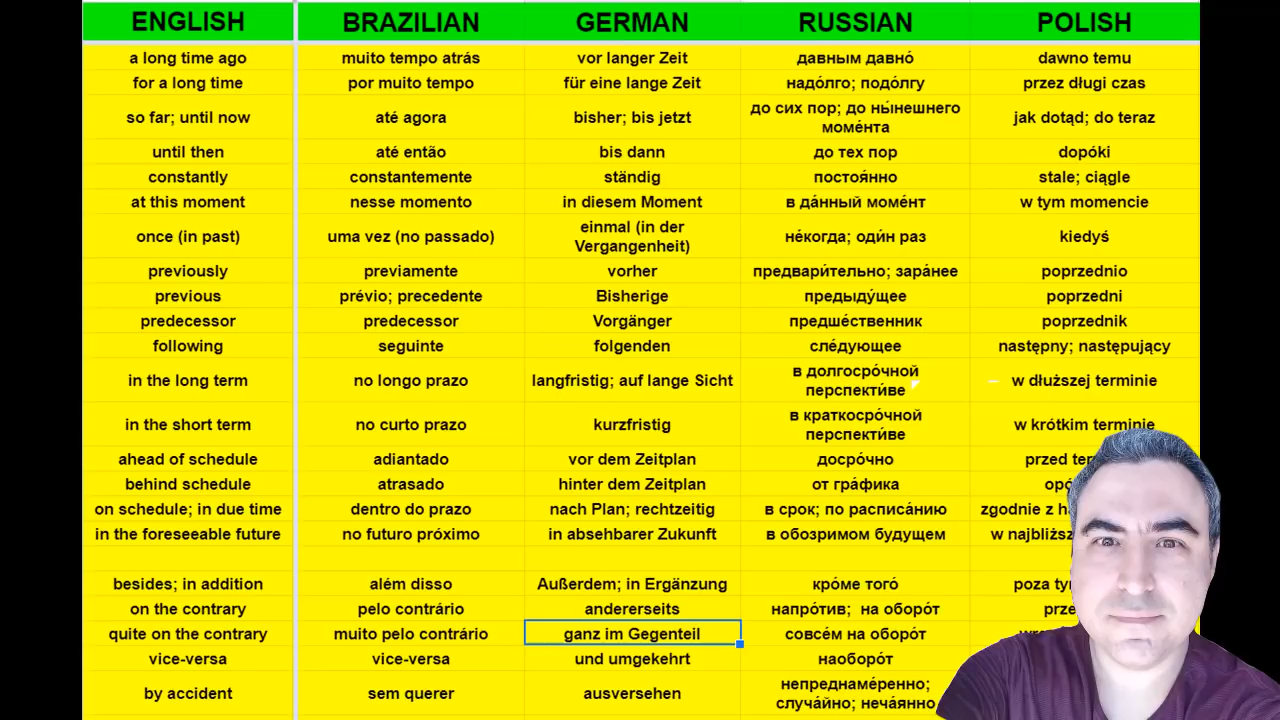 ENGLISH BRAZILIAN GERMAN RUSSIAN POLISH
a long time ago muito tempo atrás vor langer Zeit давны́м давно́ dawno temu
for a long time por muito tempo für eine lange Zeit надо́лго; подо́лгу przez długi czas
so far; until now até agora bisher; bis jetzt до сих пор; до ны́нешнего моме́нта jak dotąd; do teraz
until then até então bis dann до тех пор dopóki
constantly constantemente ständig постоя́нно stale; ciągle
at this moment nesse momento in diesem Moment в да́нный моме́нт w tym momencie
once (in past) uma vez (no passado) einmal (in der Vergangenheit) не́когда; оди́н раз kiedyś
previously previamente vorher предвари́тельно; зара́нее poprzednio
previous prévio; precedente Bisherige предыду́щее poprzedni
predecessor predecessor Vorgänger предше́ственник poprzednik
following seguinte folgenden сле́дующее następny; następujący
in the long term no longo prazo langfristig; auf lange Sicht в долгосро́чной перспекти́ве w dłuższej terminie
in the short term no curto prazo kurzfristig в краткосро́чной перспекти́ве w krótkim terminie
ahead of schedule adiantado vor dem Zeitplan досро́чно przed
behind schedule atrasado hinter dem Zeitplan от гра́фика
on schedule; in due time dentro do prazo nach Plan; rechtzeitig в срок; по расписа́нию zgodnie z
in the foreseeable future no futuro próximo in absehbarer Zukunft в обозримом будущем w
besides; in addition além disso Außerdem; in Ergänzung кро́ме того́ poza
on the contrary pelo contrário andererseits напро́тив; на оборо́т
quite on the contrary muito pelo contrário ganz im Gegenteil совсе́м на оборо́т
vice-versa vice-versa und umgekehrt наоборо́т
by accident sem querer ausversehen непреднаме́ренно; случа́йно; неча́янно